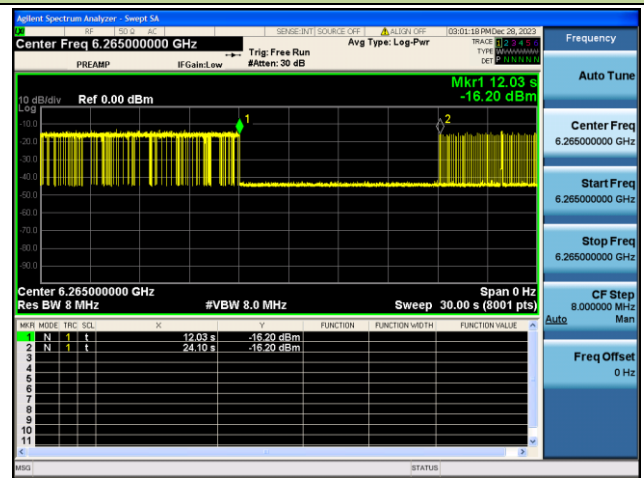 Agilent Spectrum Analyzer - Swept SA
RF 50 Ω AC SENSE:INT SOURCE OFF ALIGN OFF 03:01:18 PM Dec 28, 2023
Center Freq 6.265000000 GHz
Avg Type: Log-Pwr
TRACE 1 2 3 4 5 6
TYPE
DET P N N N N N
PREAMP IFGain:Low
Trig: Free Run
#Atten: 30 dB
Mkr1 12.03 s
-16.20 dBm
10 dB/div Ref 0.00 dBm
Log
-10.0
-20.0
-30.0
-40.0
-50.0
-60.0
-70.0
-80.0
-90.0
1
2
Center 6.265000000 GHz Span 0 Hz
Res BW 8 MHz #VBW 8.0 MHz Sweep 30.00 s (8001 pts)
MKR MODE TRC SCL X Y FUNCTION FUNCTION WIDTH FUNCTION VALUE
1 N 1 t 12.03 s -16.20 dBm
2 N 1 t 24.10 s -16.20 dBm
3
4
5
6
7
8
9
10
11
MSG STATUS
Frequency
Auto Tune
Center Freq
6.265000000 GHz
Start Freq
6.265000000 GHz
Stop Freq
6.265000000 GHz
CF Step
8.000000 MHz
Auto Man
Freq Offset
0 Hz